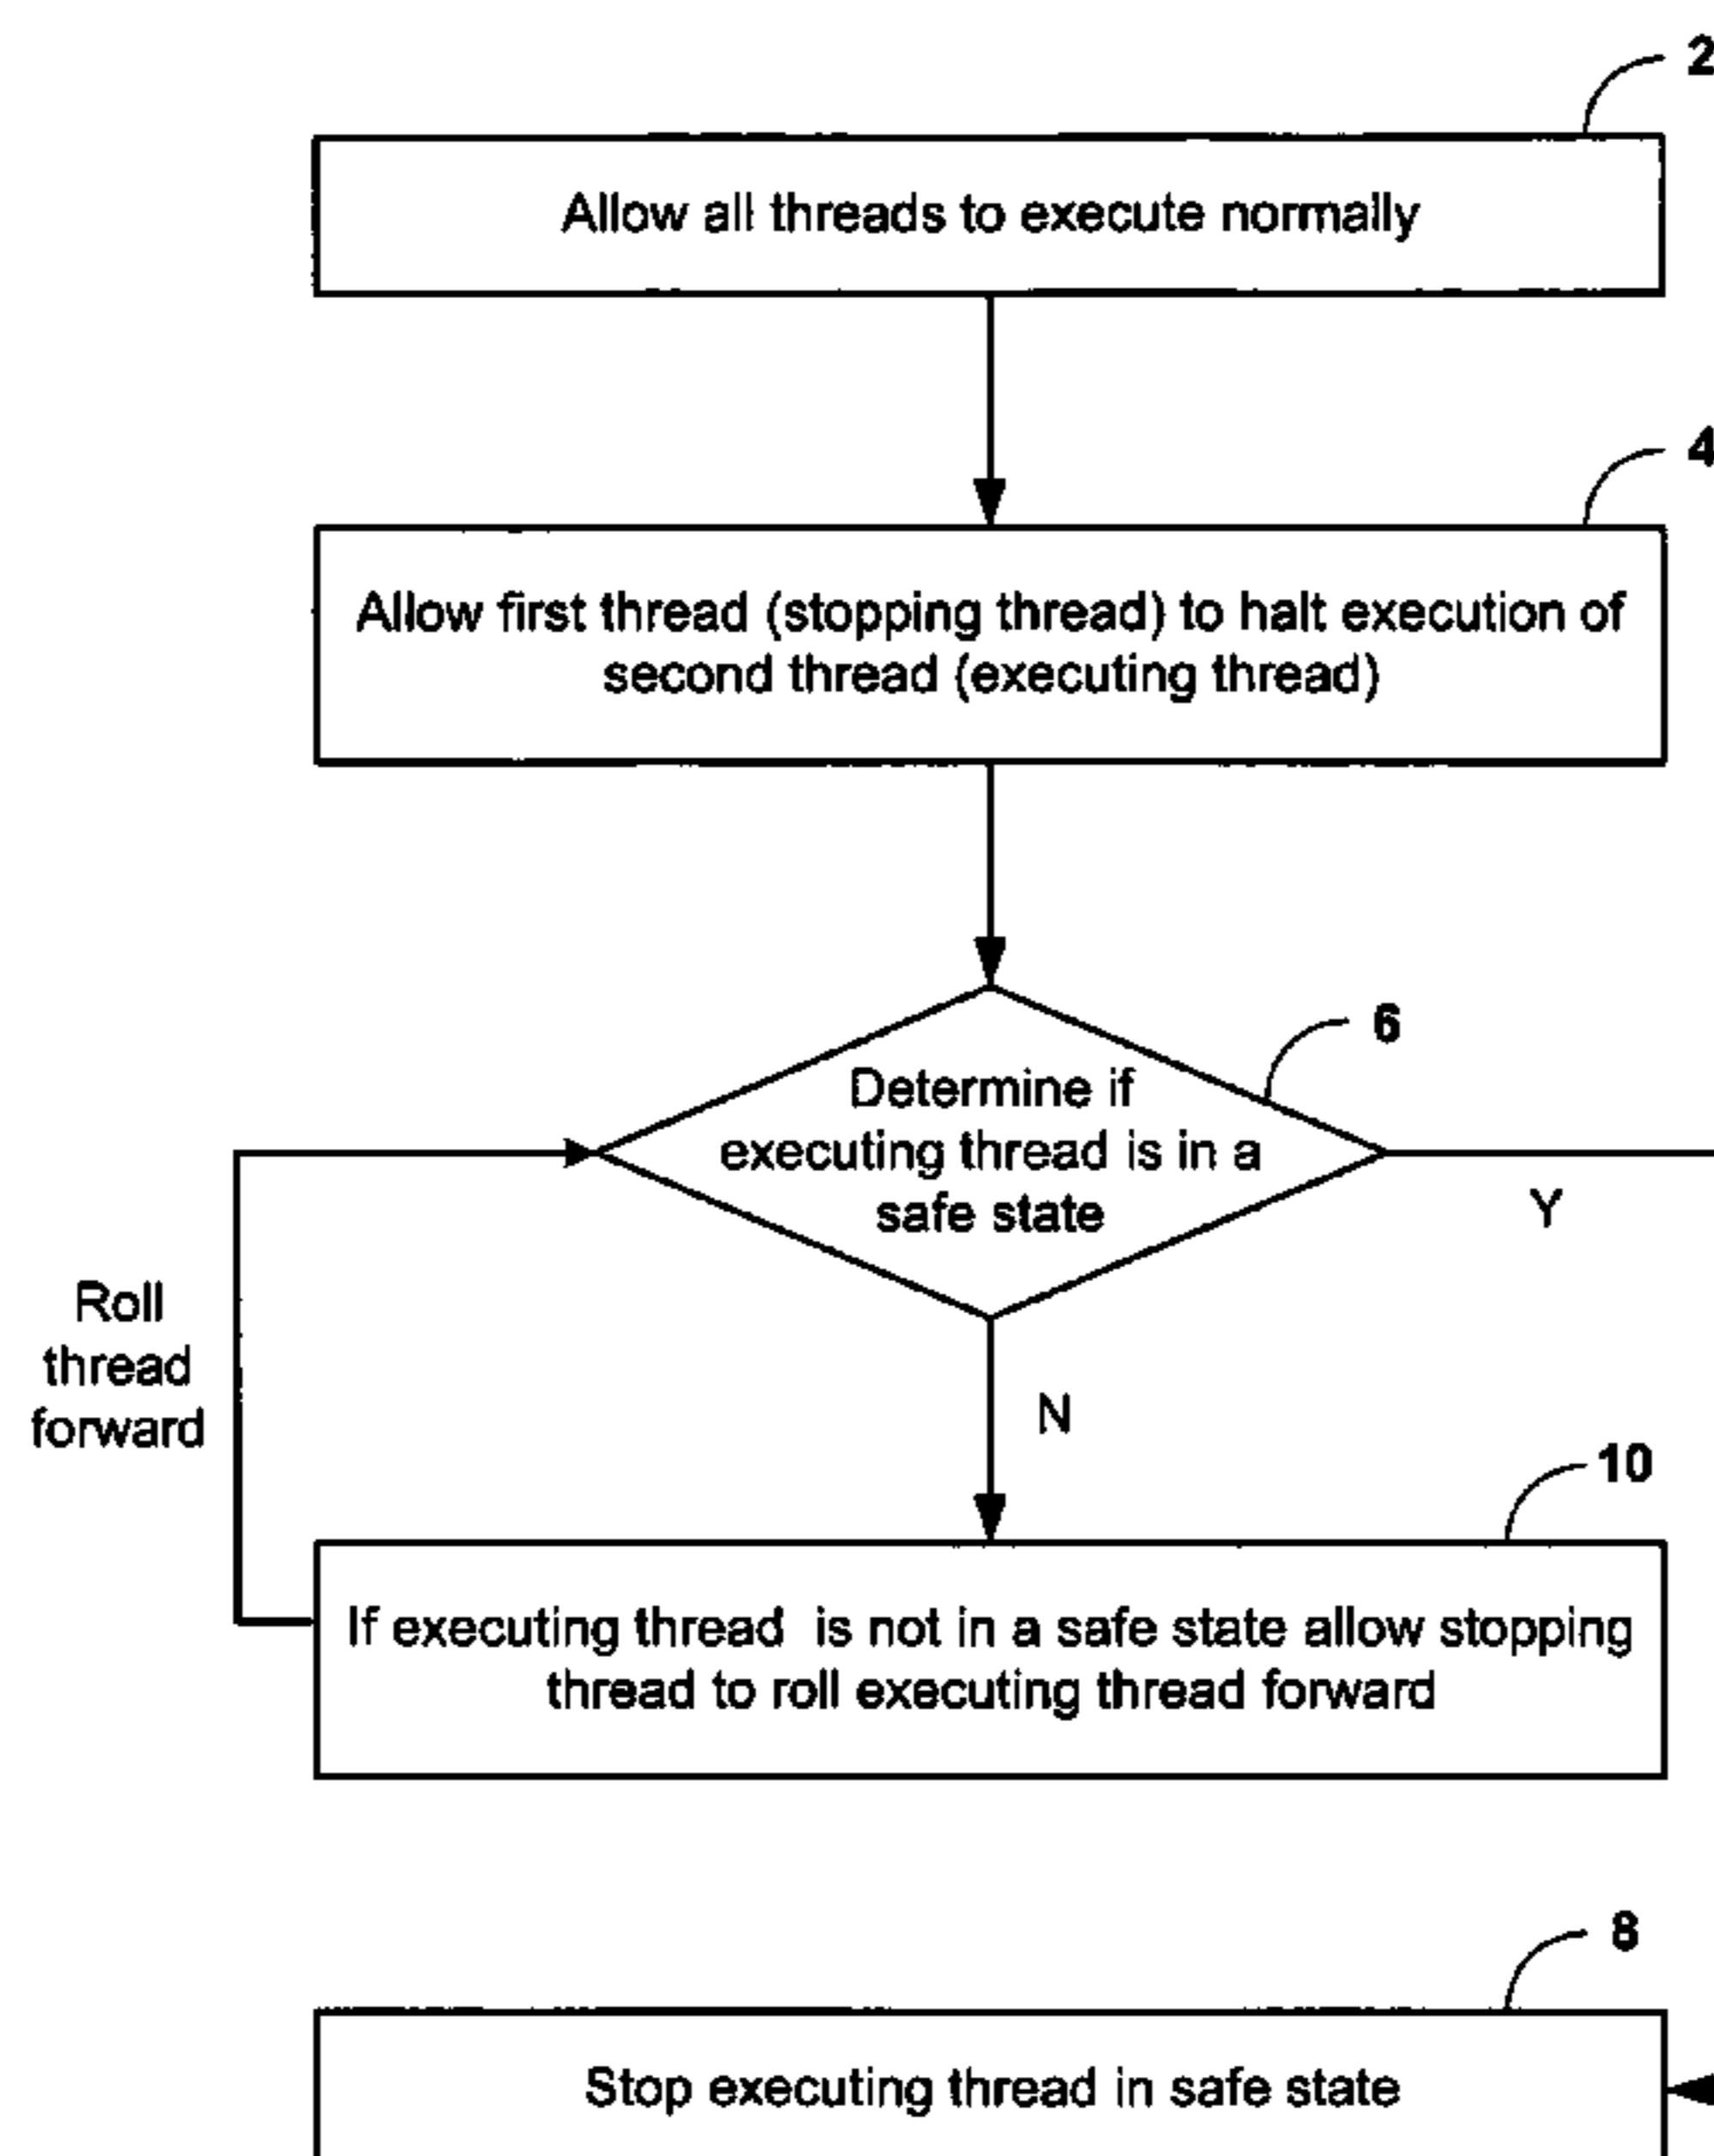 2
Allow all threads to execute normally
4
Allow first thread (stopping thread) to halt execution of
second thread (executing thread)
6
Determine if
executing thread is in a
safe state
Y
Roll
thread
forward
N
10
If executing thread is not in a safe state allow stopping
thread to roll executing thread forward
8
Stop executing thread in safe state